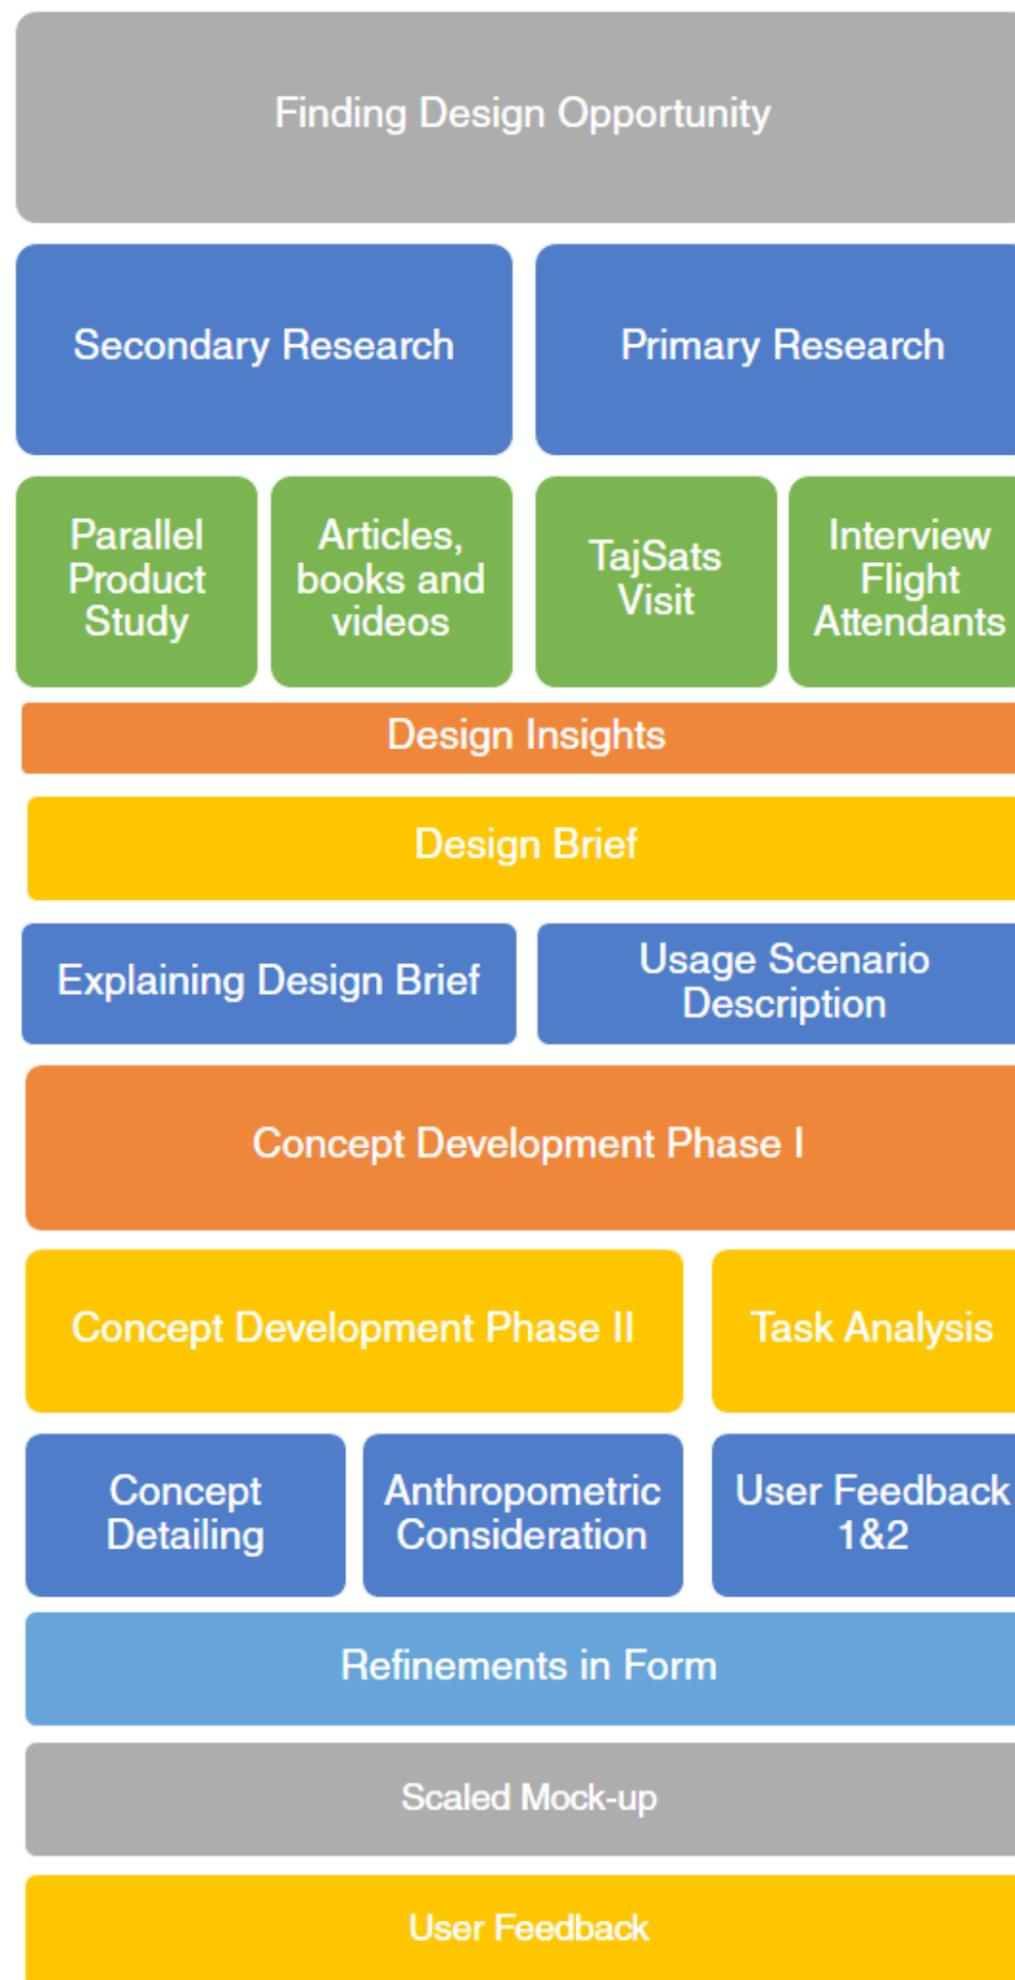 Finding Design Opportunity
Secondary Research
Primary Research
Parallel
Product
Study
Articles,
books and
videos
TajSats
Visit
Interview
Flight
Attendants
Design Insights
Design Brief
Explaining Design Brief
Usage Scenario
Description
Concept Development Phase I
Concept Development Phase II
Task Analysis
Concept
Detailing
Anthropometric
Consideration
User Feedback
1&2
Refinements in Form
Scaled Mock-up
User Feedback